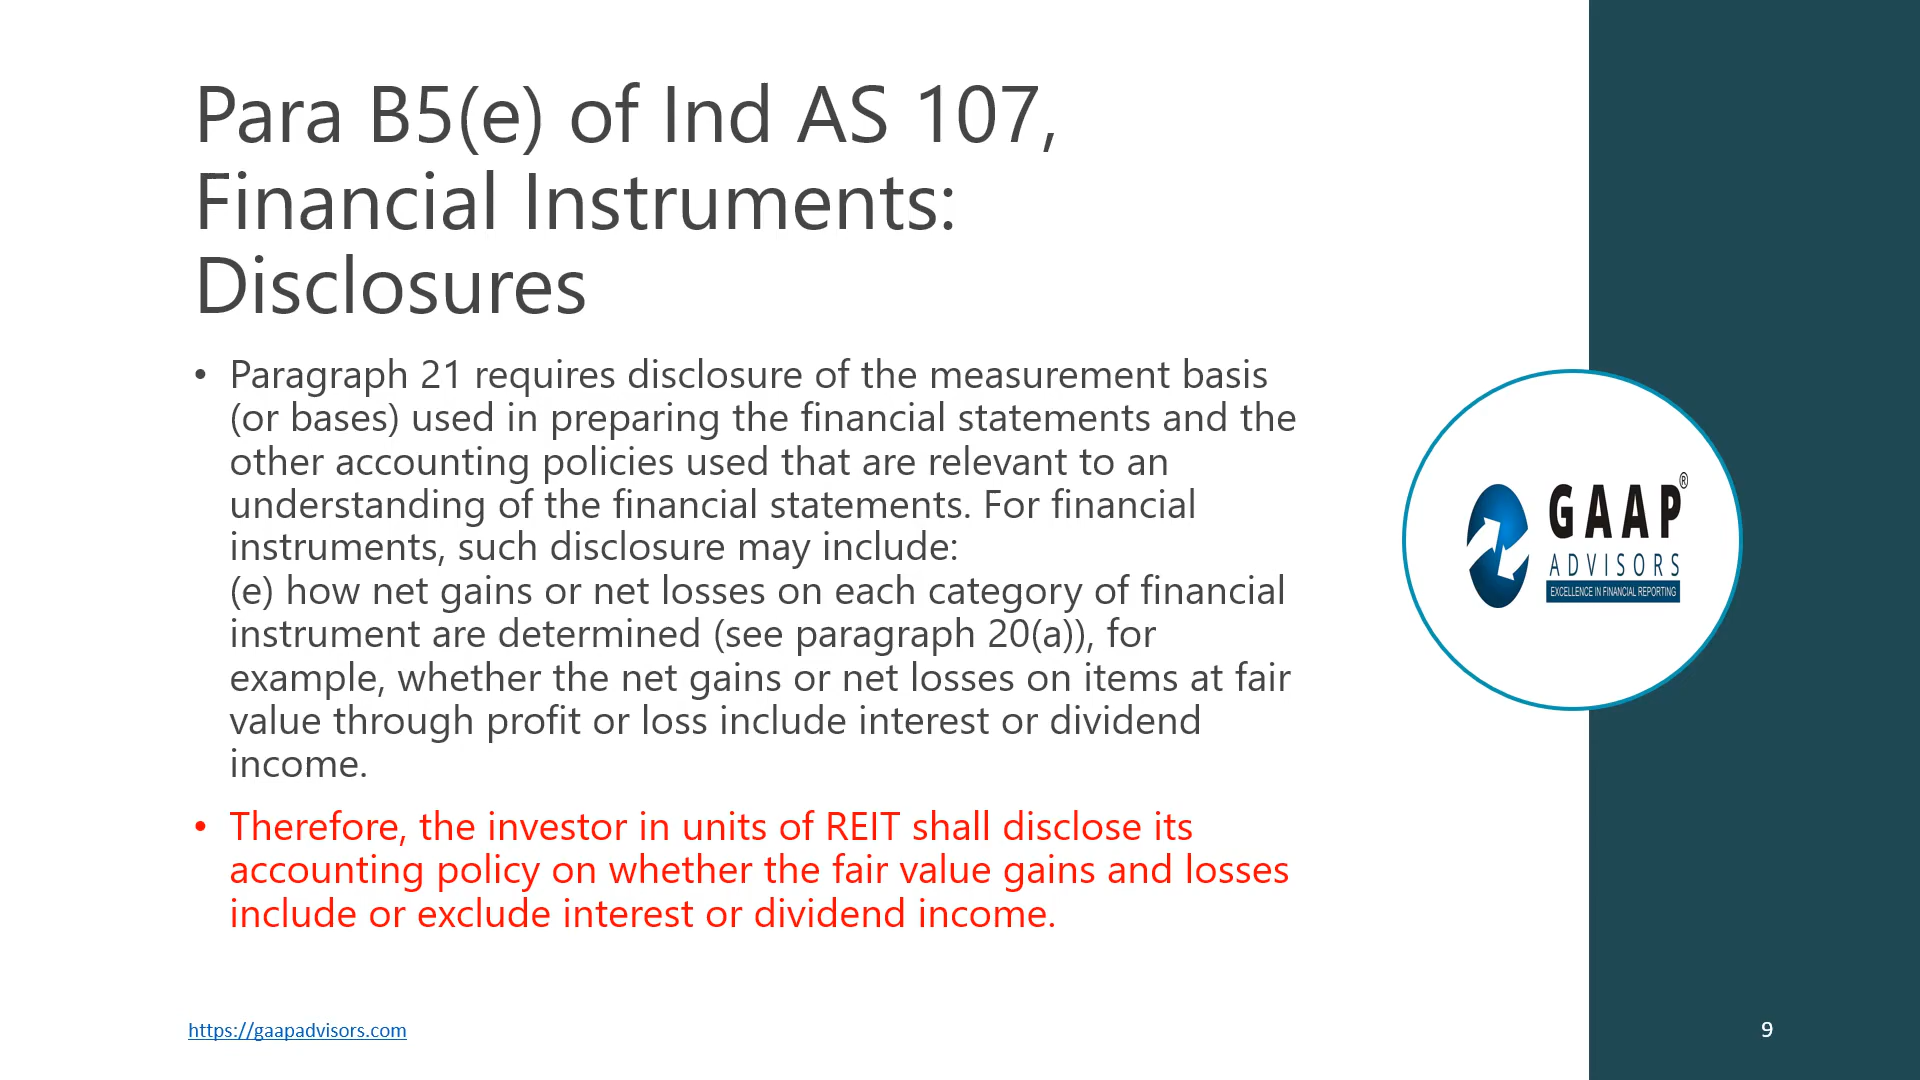 Para B5(e) of Ind AS 107,
Financial Instruments:
Disclosures
• Paragraph 21 requires disclosure of the measurement basis
(or bases) used in preparing the financial statements and the
other accounting policies used that are relevant to an
understanding of the financial statements. For financial
instruments, such disclosure may include:
(e) how net gains or net losses on each category of financial
instrument are determined (see paragraph 20(a)), for
example, whether the net gains or net losses on items at fair
value through profit or loss include interest or dividend
income.
• Therefore, the investor in units of REIT shall disclose its
accounting policy on whether the fair value gains and losses
include or exclude interest or dividend income.
GAAP®
ADVISORS
EXCELLENCE IN FINANCIAL REPORTING
https://gaapadvisors.com
9